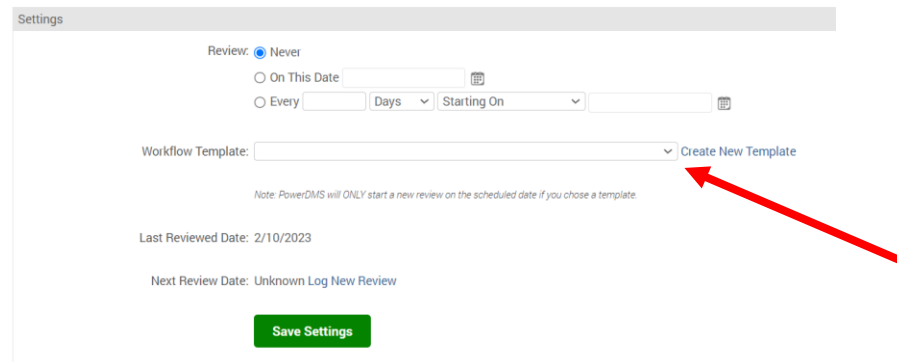 Settings
Review: Never
On This Date
Every Days Starting On
Workflow Template: Create New Template
Note: PowerDMS will ONLY start a new review on the scheduled date if you chose a template.
Last Reviewed Date: 2/10/2023
Next Review Date: Unknown Log New Review
Save Settings